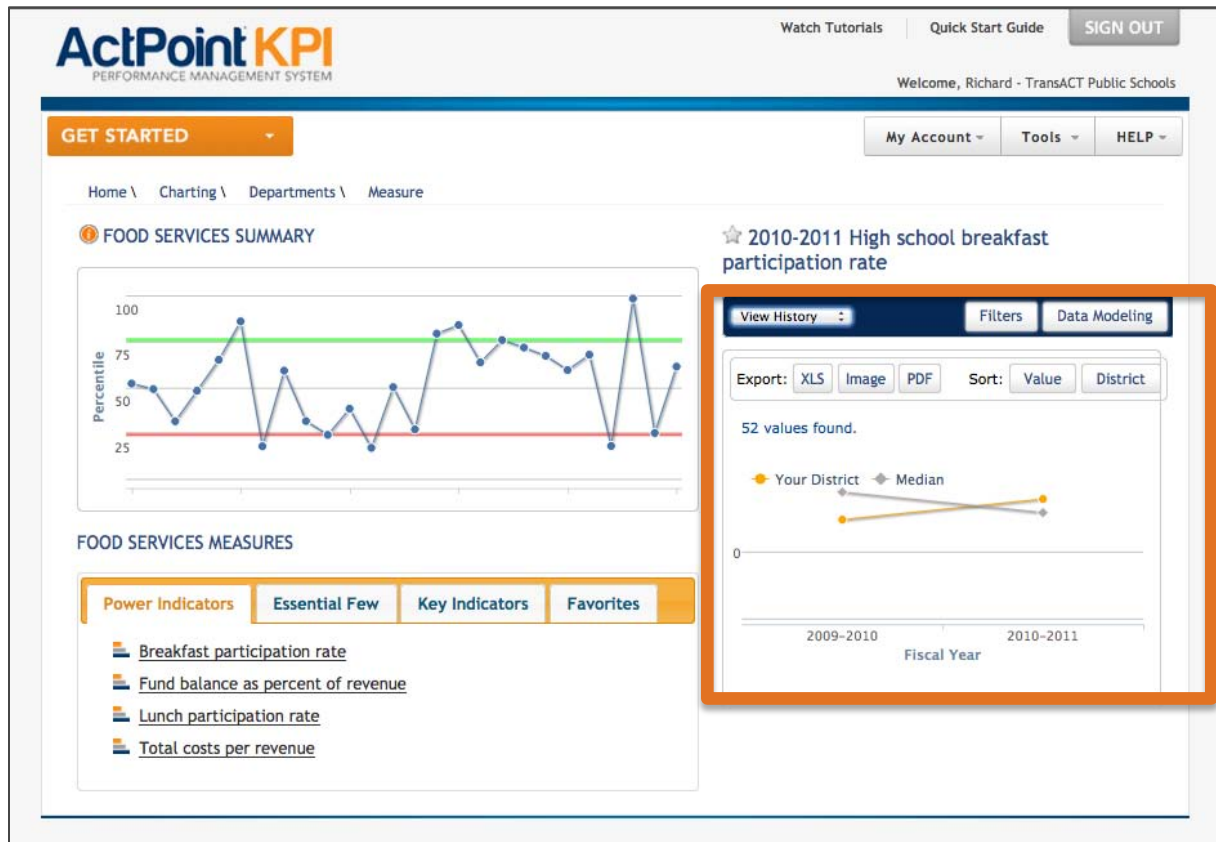 ActPoint KPI
PERFORMANCE MANAGEMENT SYSTEM
Watch Tutorials
Quick Start Guide
SIGN OUT
Welcome, Richard - TransACT Public Schools
GET STARTED
My Account
Tools
HELP
Home \ Charting \ Departments \ Measure
FOOD SERVICES SUMMARY
100
75
50
25
Percentile
FOOD SERVICES MEASURES
Power Indicators
Essential Few
Key Indicators
Favorites
Breakfast participation rate
Fund balance as percent of revenue
Lunch participation rate
Total costs per revenue
2010-2011 High school breakfast
participation rate
View History
Filters
Data Modeling
Export: XLS Image PDF Sort: Value District
52 values found.
Your District Median
0
2009-2010 2010-2011
Fiscal Year